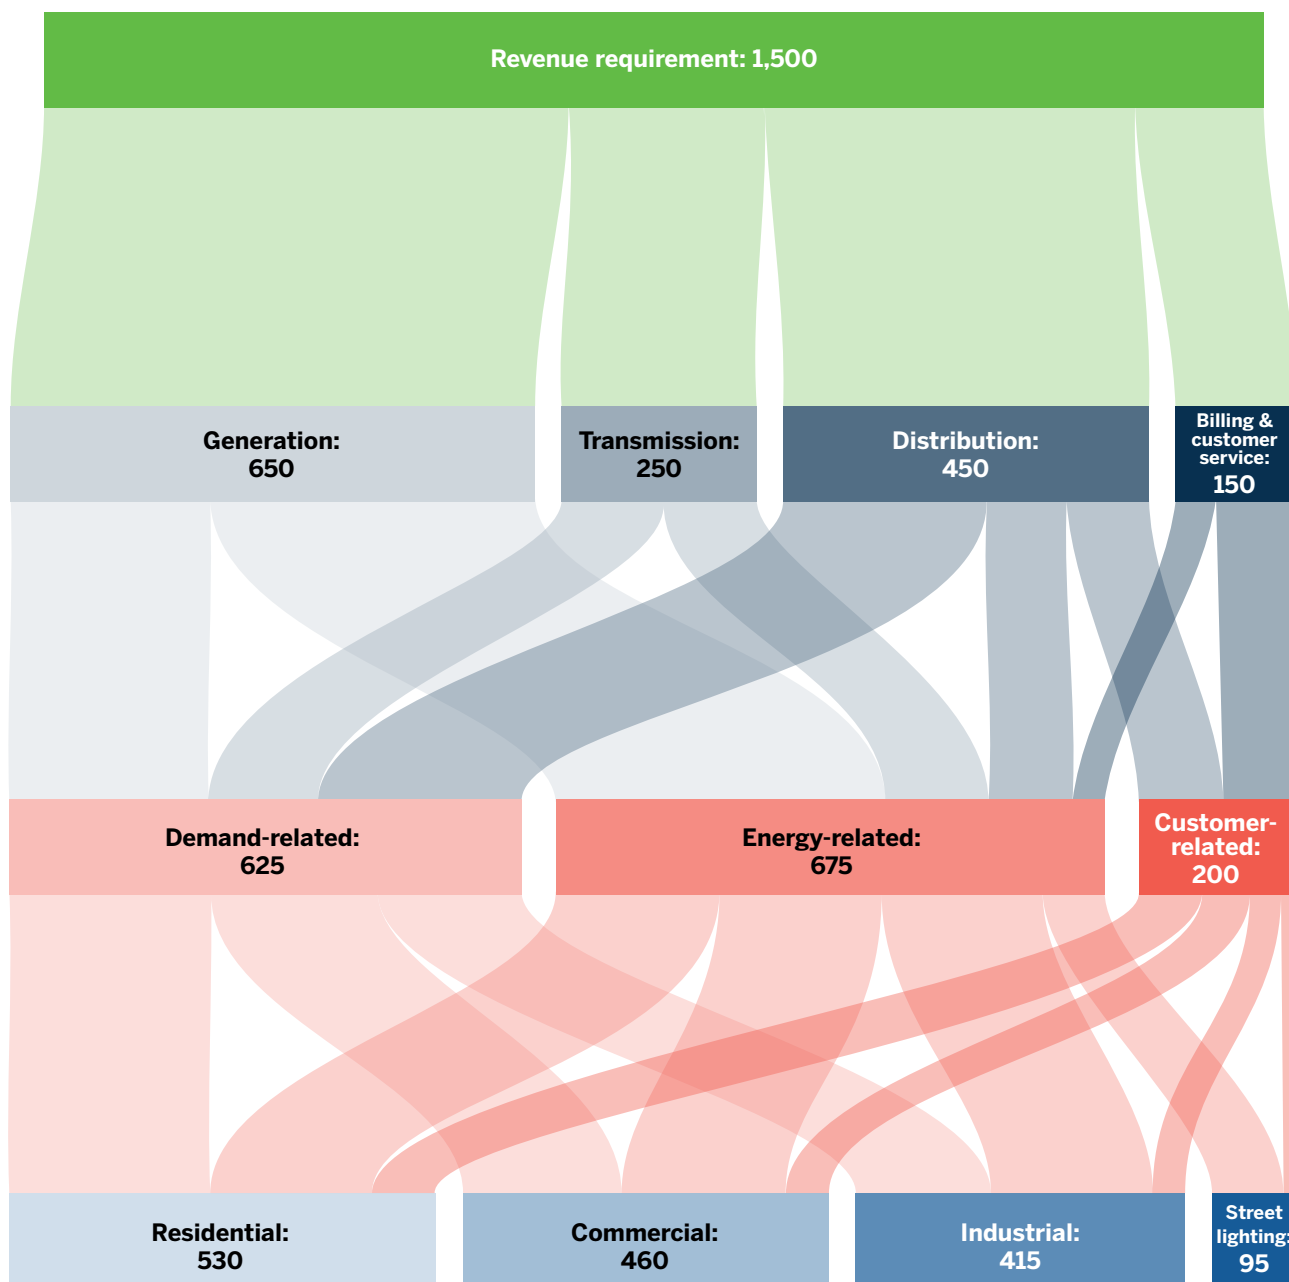 Revenue requirement: 1,500
Generation:
650
Transmission:
250
Distribution:
450
Billing &
customer
service:
150
Demand-related:
625
Energy-related:
675
Customer-
related:
200
Residential:
530
Commercial:
460
Industrial:
415
Street
lighting:
95